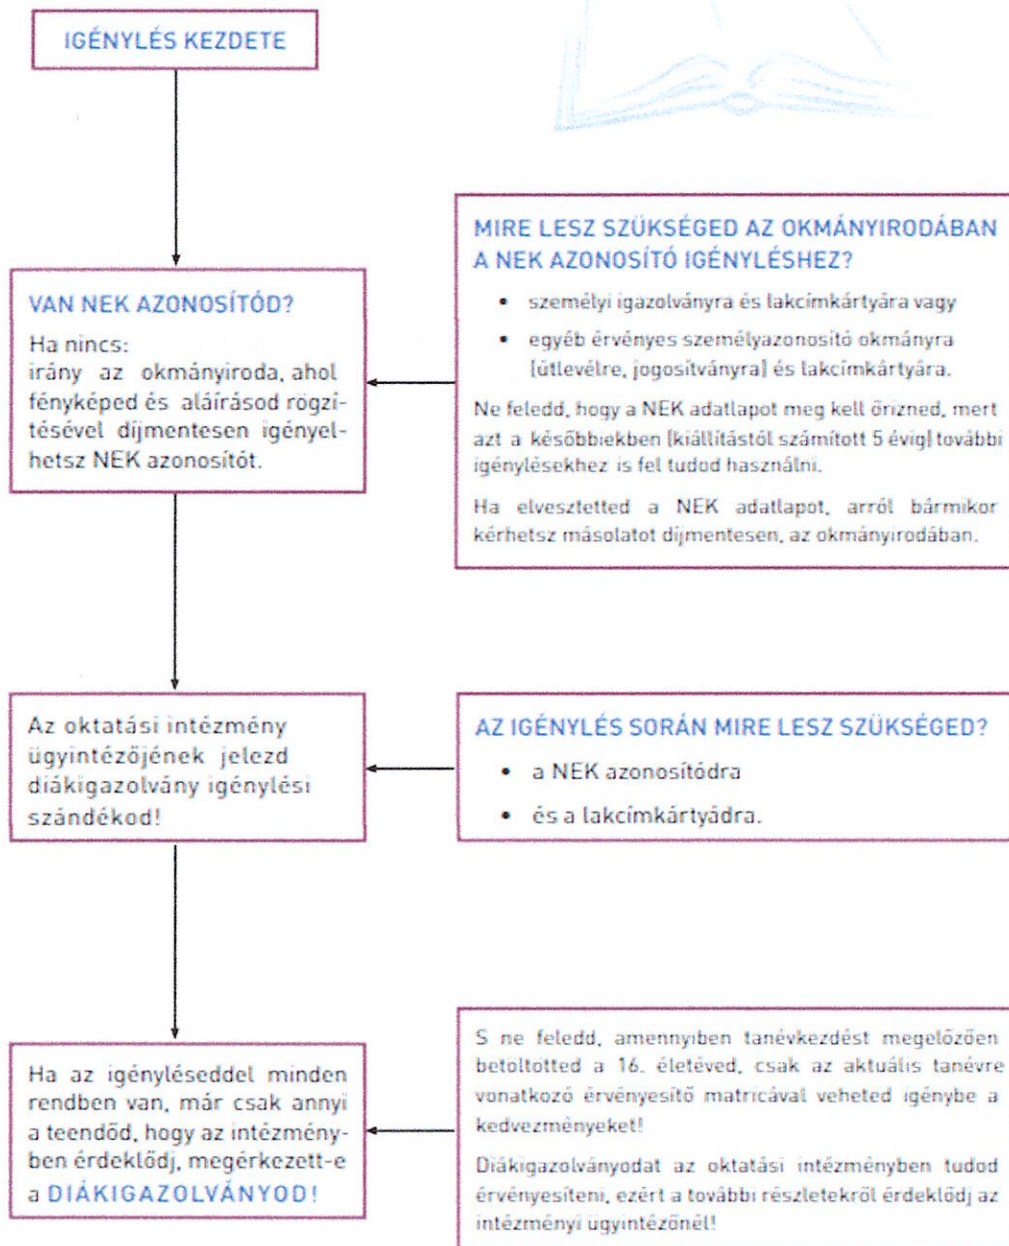 IGÉNYLÉS KEZDETE
VAN NEK AZONOSÍTÓD?
Ha nincs:
irány az okmányiroda, ahol
fényképed és aláírásod rögzí-
tésével díjmentesen igényel-
hetsz NEK azonosítót.
MIRE LESZ SZÜKSÉGED AZ OKMÁNYIRODÁBAN
A NEK AZONOSÍTÓ IGÉNYLÉSHEZ?
• személyi igazolványra és lakcímkártyára vagy
• egyéb érvényes személyazonosító okmányra
(útlevélre, jogosítványra) és lakcímkártyára.
Ne feledd, hogy a NEK adatlapot meg kell őrizned, mert
azt a későbbiekben (kiállítástól számított 5 évig) további
igénylésekhez is fel tudod használni.
Ha elvesztetted a NEK adatlapot, arról bármikor
kérhetsz másolatot díjmentesen, az okmányirodában.
Az oktatási intézmény
ügyintézőjének jelezd
diákigazolvány igénylési
szándékod!
AZ IGÉNYLÉS SORÁN MIRE LESZ SZÜKSÉGED?
• a NEK azonosítódra
• és a lakcímkártyádra.
Ha az igényléseddel minden
rendben van, már csak annyi
a teendőd, hogy az intézmény-
ben érdeklődj, megérkezett-e
a DIÁKIGAZOLVÁNYOD!
S ne feledd, amennyiben tanévkezdést megelőzően
betöltötted a 16. életéved, csak az aktuális tanévre
vonatkozó érvényesítő matricával veheted igénybe a
kedvezményeket!
Diákigazolványodat az oktatási intézményben tudod
érvényesíteni, ezért a további részletekről érdeklődj az
intézményi ügyintézőnél!